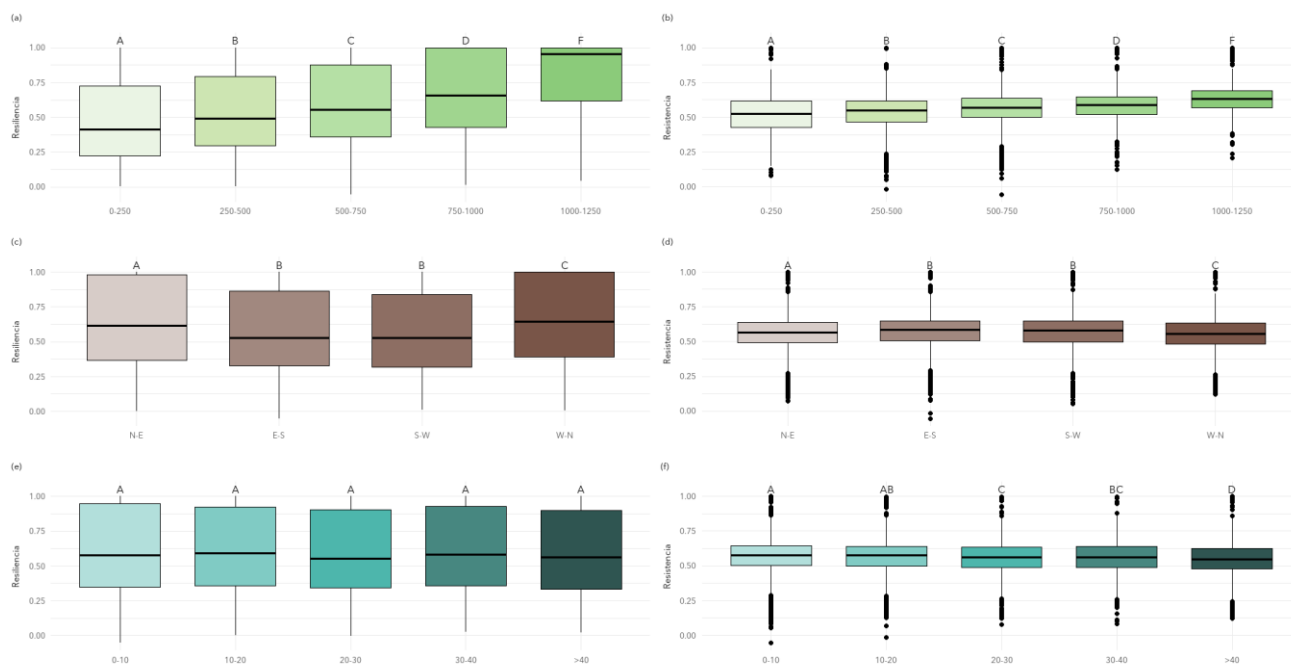 (a)
A B C D F
1.00
0.75
0.50
0.25
0.00
Resiliencia
0-250 250-500 500-750 750-1000 1000-1250
(b)
A B C D F
1.00
0.75
0.50
0.25
0.00
Resistencia
0-250 250-500 500-750 750-1000 1000-1250
(c)
A B B C
1.00
0.75
0.50
0.25
0.00
Resiliencia
N-E E-S S-W W-N
(d)
A B B C
1.00
0.75
0.50
0.25
0.00
Resistencia
N-E E-S S-W W-N
(e)
A A A A A
1.00
0.75
0.50
0.25
0.00
Resiliencia
0-10 10-20 20-30 30-40 >40
(f)
A AB C BC D
1.00
0.75
0.50
0.25
0.00
Resistencia
0-10 10-20 20-30 30-40 >40